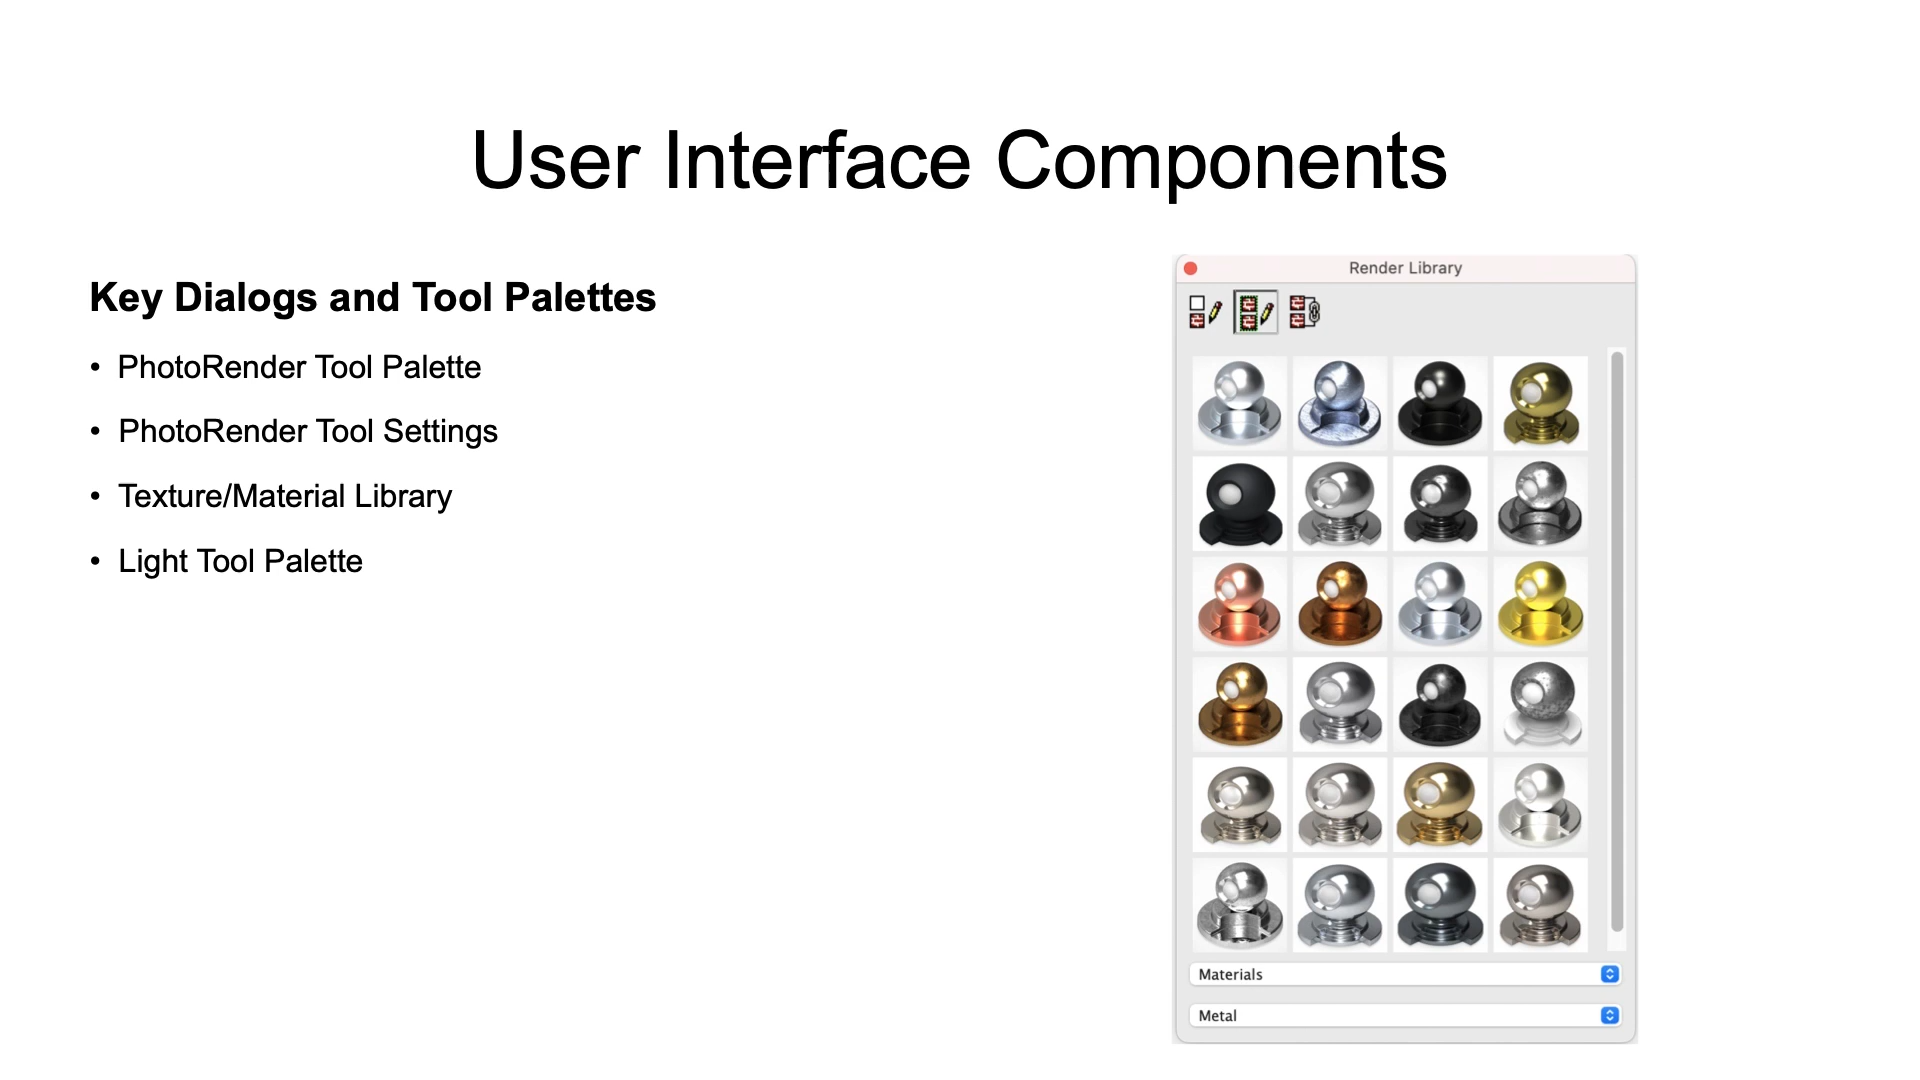 User Interface Components
Key Dialogs and Tool Palettes
• PhotoRender Tool Palette
• PhotoRender Tool Settings
• Texture/Material Library
• Light Tool Palette
Render Library
Materials
Metal